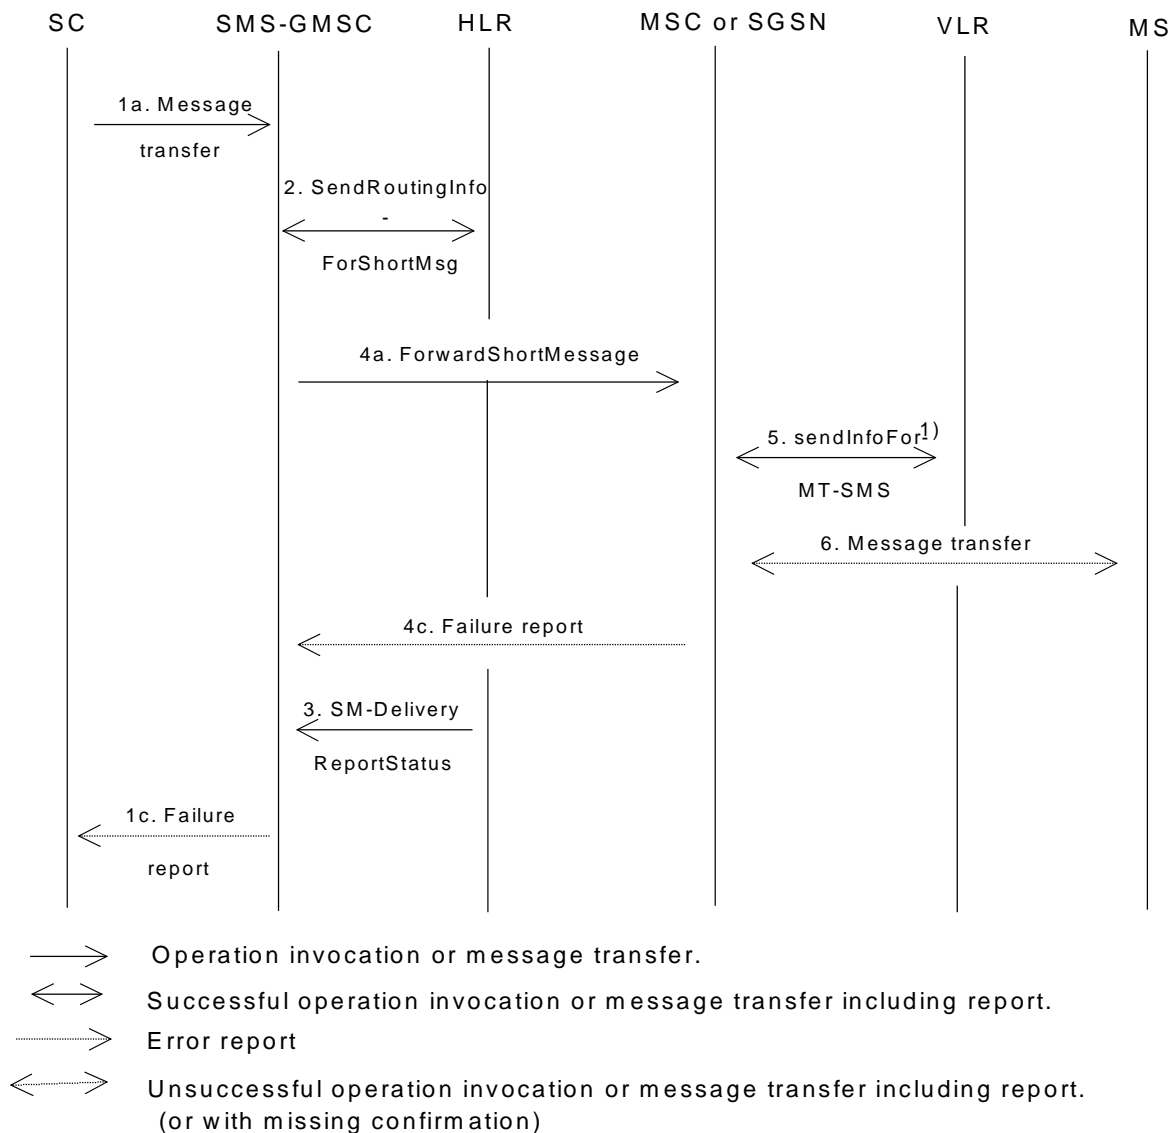 SC SMS-GMSC HLR MSC or SGSN VLR MS
1a. Message
transfer
2. SendRoutingInfo
-
ForShortMsg
4a. ForwardShortMessage
5. sendInfoFor-1)
MT-SMS
6. Message transfer
4c. Failure report
3. SM-Delivery
ReportStatus
1c. Failure
report
Operation invocation or message transfer.
Successful operation invocation or message transfer including report.
Error report
Unsuccessful operation invocation or message transfer including report.
(or with missing confirmation)